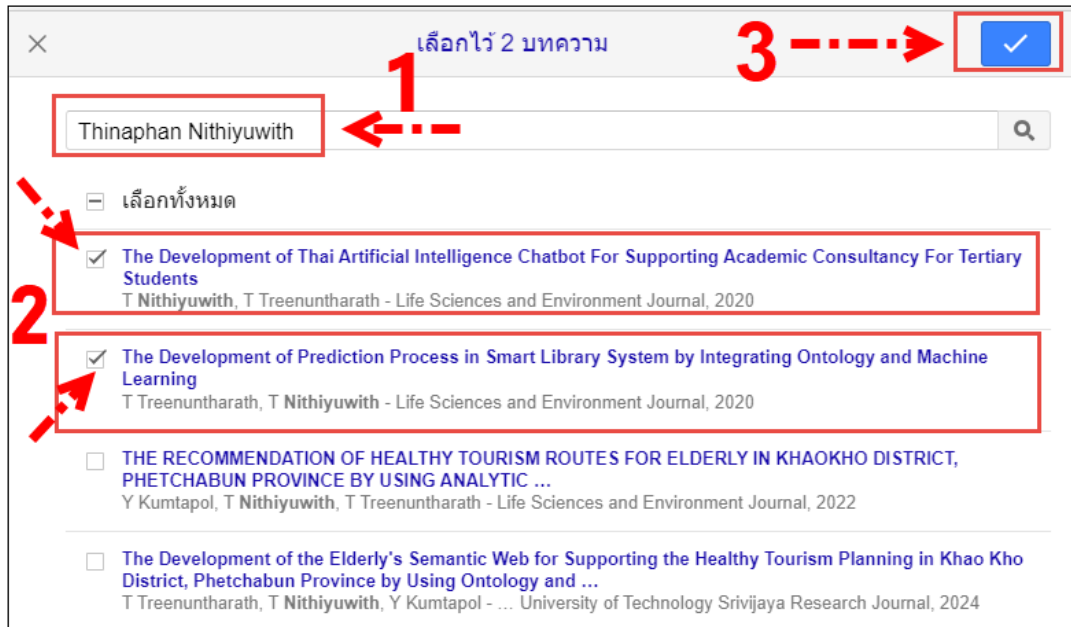 เลือกไว้ 2 บทความ
3
1
Thinaphan Nithiyuwith
เลือกทั้งหมด
The Development of Thai Artificial Intelligence Chatbot For Supporting Academic Consultancy For Tertiary
Students
T Nithiyuwith, T Treenuntharath - Life Sciences and Environment Journal, 2020
2
The Development of Prediction Process in Smart Library System by Integrating Ontology and Machine
Learning
T Treenuntharath, T Nithiyuwith - Life Sciences and Environment Journal, 2020
THE RECOMMENDATION OF HEALTHY TOURISM ROUTES FOR ELDERLY IN KHAOKHO DISTRICT,
PHETCHABUN PROVINCE BY USING ANALYTIC ...
Y Kumtapol, T Nithiyuwith, T Treenuntharath - Life Sciences and Environment Journal, 2022
The Development of the Elderly's Semantic Web for Supporting the Healthy Tourism Planning in Khao Kho
District, Phetchabun Province by Using Ontology and ...
T Treenuntharath, T Nithiyuwith, Y Kumtapol - ... University of Technology Srivijaya Research Journal, 2024